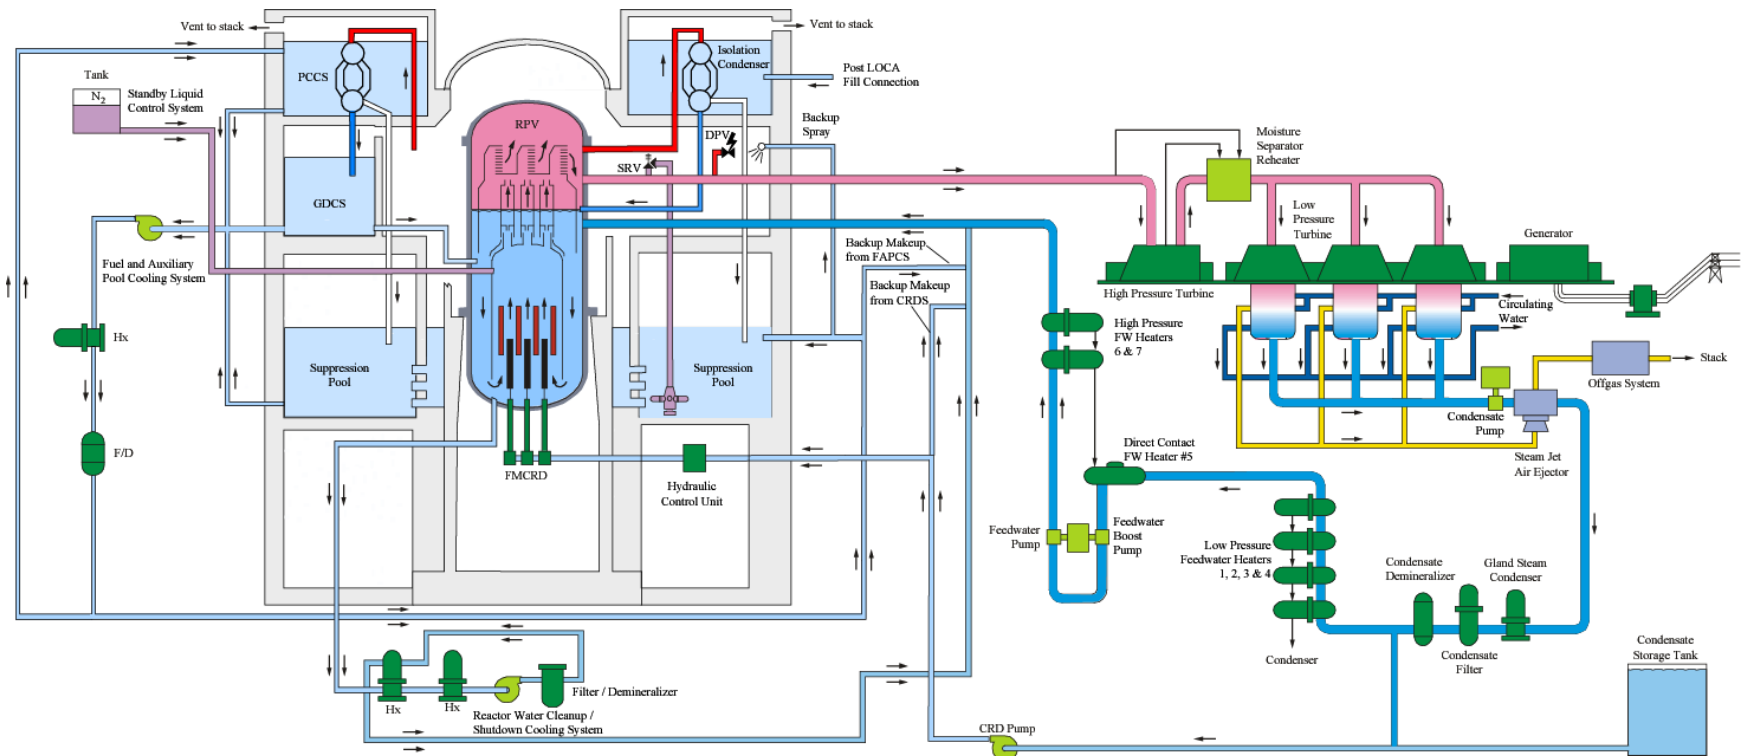 Vent to stack
Vent to stack
PCCS
Isolation
Condenser
Post LOCA
Fill Connection
Tank
N2
Standby Liquid
Control System
RPV
DPV
SRV
Backup
Spray
Moisture
Separator
Reheater
GDCS
Low
Pressure
Turbine
Generator
Fuel and Auxiliary
Pool Cooling System
Backup Makeup
from FAPCS
Backup Makeup
from CRDS
High Pressure Turbine
Circulating
Water
Hx
High Pressure
FW Heaters
6 & 7
Suppression
Pool
Suppression
Pool
Stack
Offgas System
Condensate
Pump
F/D
FMCRD
Hydraulic
Control Unit
Direct Contact
FW Heater #5
Steam Jet
Air Ejector
Feedwater
Pump
Feedwater
Boost
Pump
Low Pressure
Feedwater Heaters
1, 2, 3 & 4
Condensate
Demineralizer
Gland Steam
Condenser
Condenser
Condensate
Filter
Condensate
Storage Tank
Hx
Hx
Filter / Demineralizer
Reactor Water Cleanup /
Shutdown Cooling System
CRD Pump